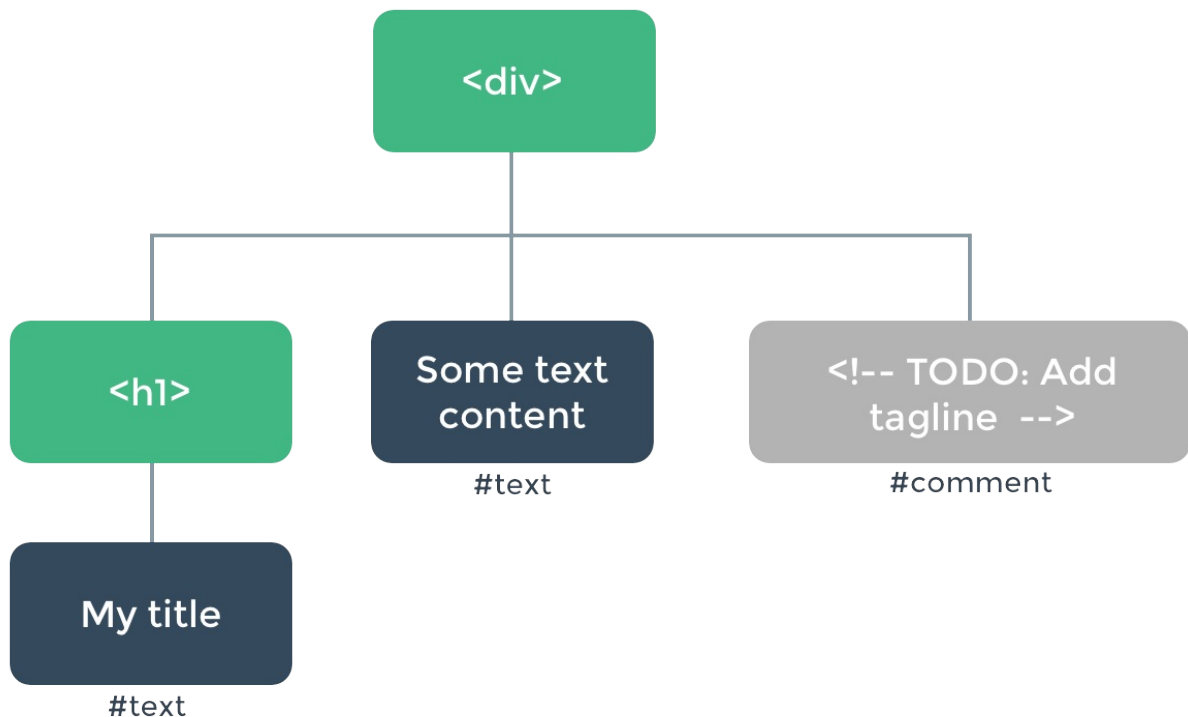 <div>
<h1>
Some text
content
<!-- TODO: Add
tagline  -->
#text
#comment
My title
#text